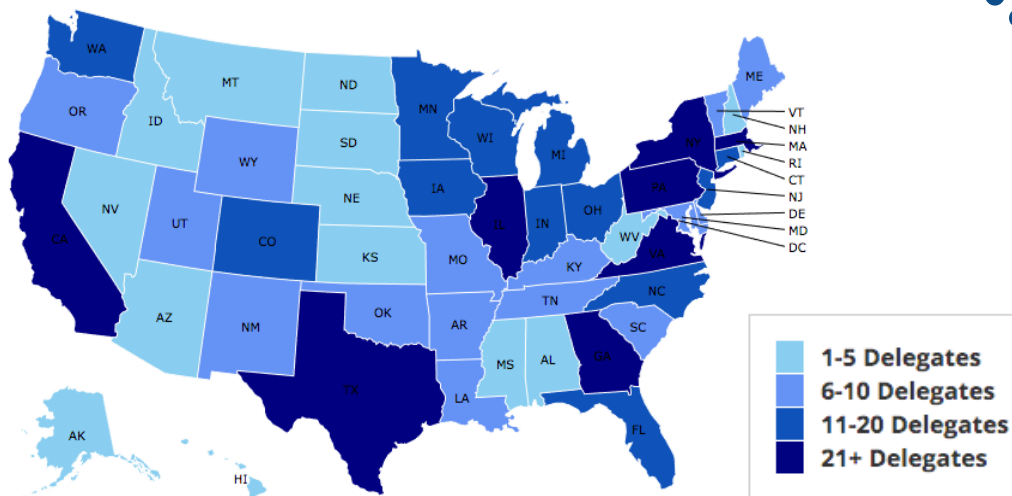 WA
MT
ND
MN
ME
OR
ID
SD
WI
MI
NY
VT
NH
MA
RI
CT
NJ
DE
MD
DC
WY
NE
IA
PA
NV
UT
CO
KS
MO
IL
IN
OH
WV
VA
KY
CA
AZ
NM
OK
AR
TN
NC
SC
TX
LA
MS
AL
GA
FL
AK
HI
1-5 Delegates
6-10 Delegates
11-20 Delegates
21+ Delegates